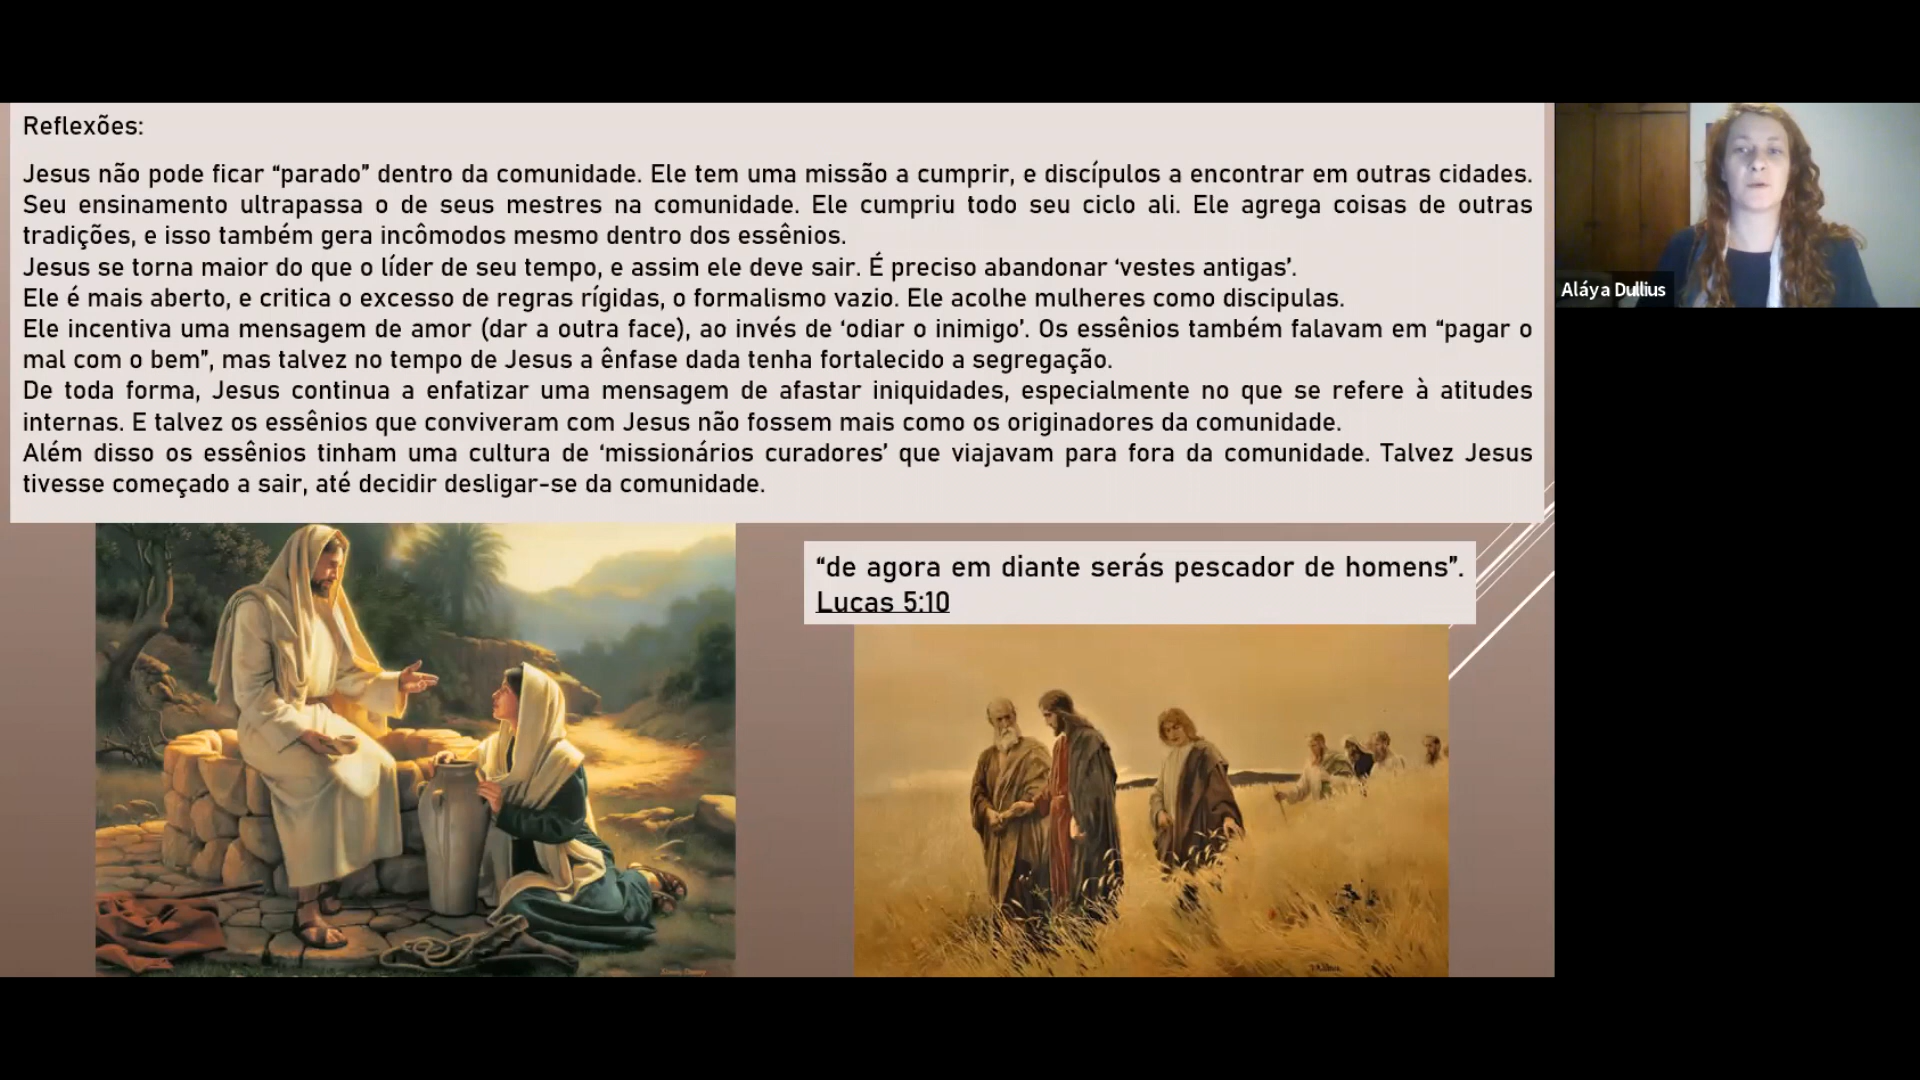 Reflexões:
Jesus não pode ficar “parado” dentro da comunidade. Ele tem uma missão a cumprir, e discípulos a encontrar em outras cidades.
Seu ensinamento ultrapassa o de seus mestres na comunidade. Ele cumpriu todo seu ciclo ali. Ele agrega coisas de outras
tradições, e isso também gera incômodos mesmo dentro dos essênios.
Jesus se torna maior do que o líder de seu tempo, e assim ele deve sair. É preciso abandonar ‘vestes antigas’.
Ele é mais aberto, e critica o excesso de regras rígidas, o formalismo vazio. Ele acolhe mulheres como discipulas.
Ele incentiva uma mensagem de amor (dar a outra face), ao invés de ‘odiar o inimigo’. Os essênios também falavam em “pagar o
mal com o bem”, mas talvez no tempo de Jesus a ênfase dada tenha fortalecido a segregação.
De toda forma, Jesus continua a enfatizar uma mensagem de afastar iniquidades, especialmente no que se refere à atitudes
internas. E talvez os essênios que conviveram com Jesus não fossem mais como os originadores da comunidade.
Além disso os essênios tinham uma cultura de ‘missionários curadores’ que viajavam para fora da comunidade. Talvez Jesus
tivesse começado a sair, até decidir desligar-se da comunidade.
“de agora em diante serás pescador de homens”.
Lucas 5:10
Aláya Dullius